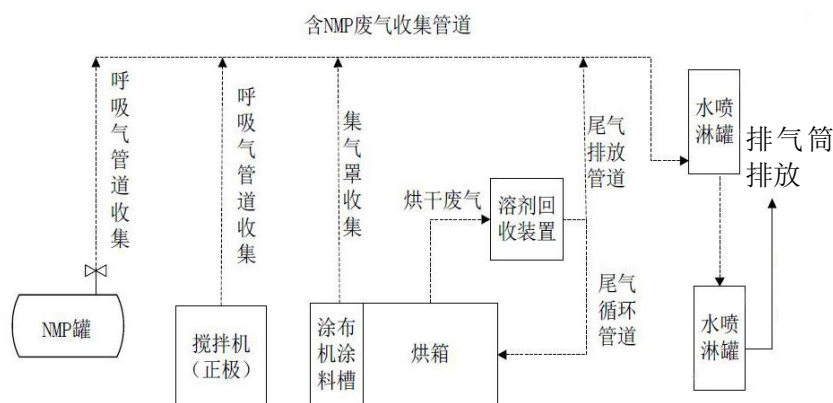 含NMP废气收集管道
呼吸气管道收集
呼吸气管道收集
集气罩收集
尾气
排放
管道
水喷
淋罐
排气筒
排放
烘干废气
溶剂回
收装置
尾气
循环
管道
NMP罐
搅拌机
（正极）
涂布
机涂
料槽
烘箱
水喷
淋罐